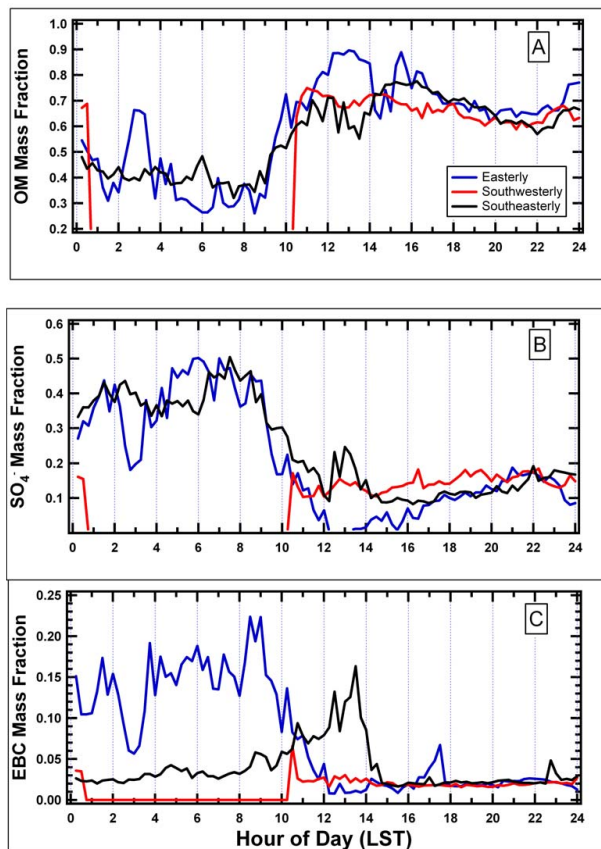 A
OM Mass Fraction
1.0
0.9
0.8
0.7
0.6
0.5
0.4
0.3
0.2
Easterly
Southwesterly
Southeasterly
0 2 4 6 8 10 12 14 16 18 20 22 24
B
SO4 Mass Fraction
0.6
0.5
0.4
0.3
0.2
0.1
0 2 4 6 8 10 12 14 16 18 20 22 24
C
EBC Mass Fraction
0.25
0.20
0.15
0.10
0.05
0.00
0 2 4 6 8 10 12 14 16 18 20 22 24
Hour of Day (LST)